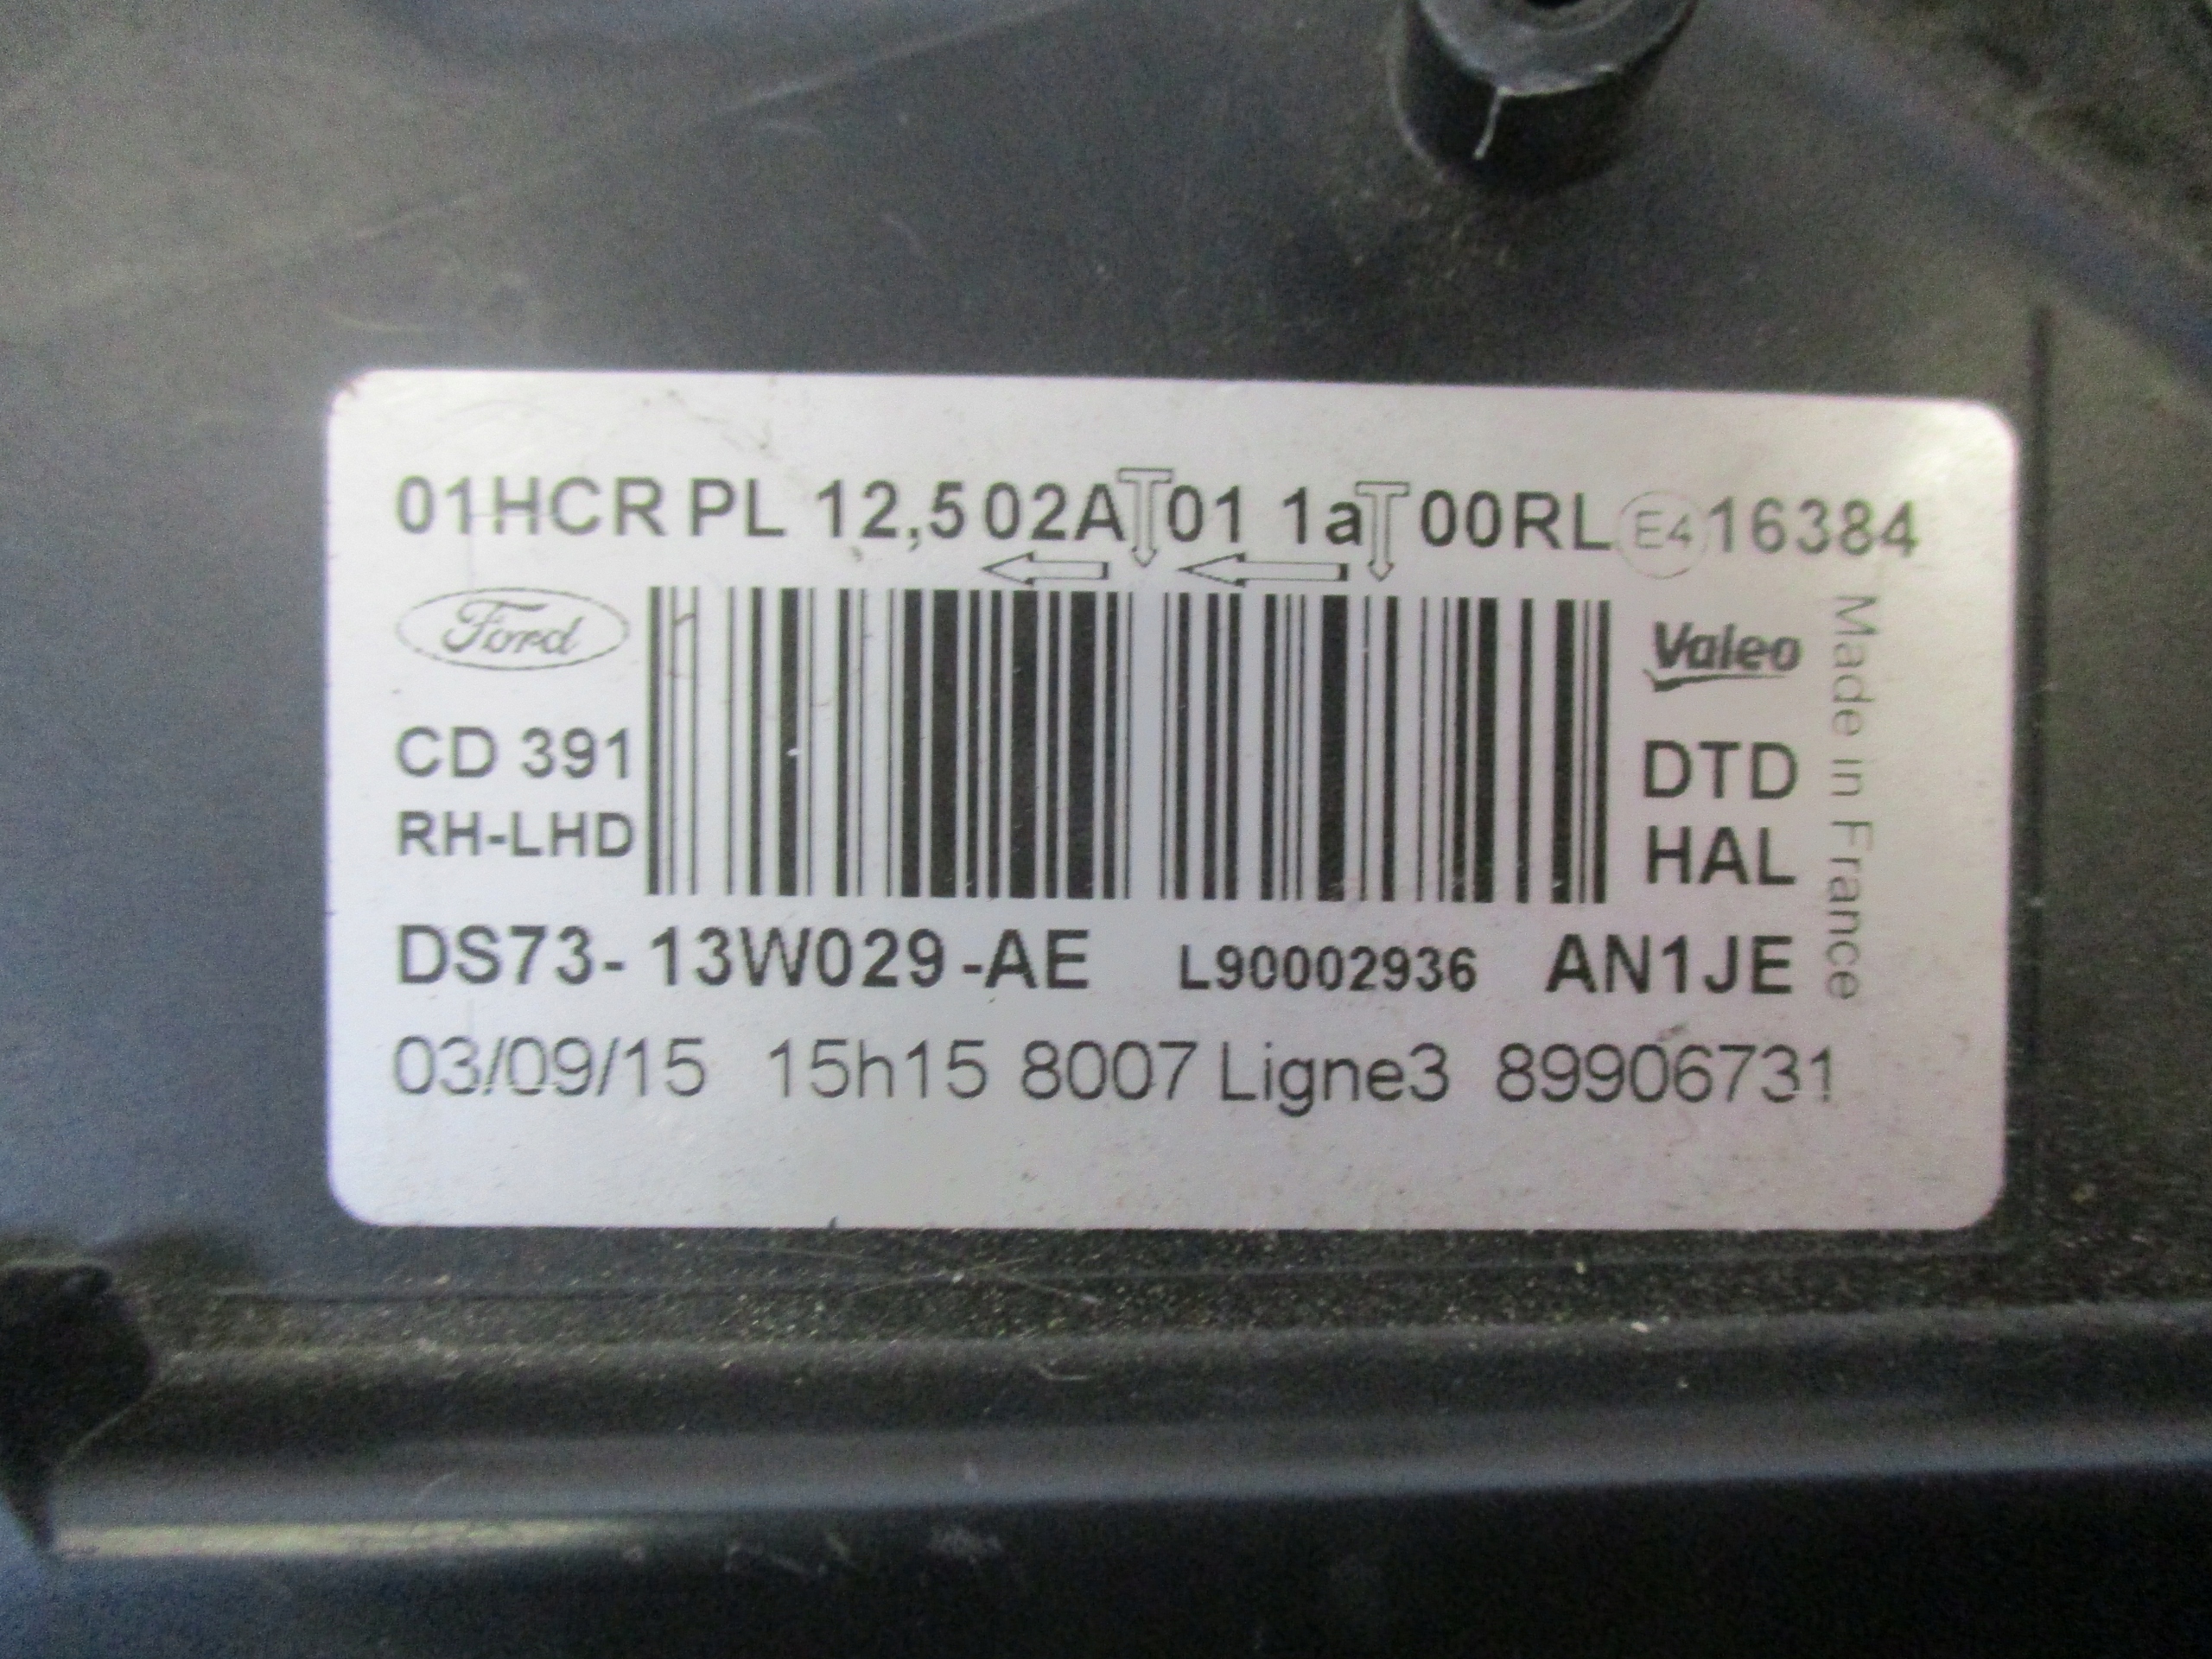 01HCR PL 12,5 02A 01 1a 00RL E4 16384
Ford
Valeo
CD 391
DTD
RH-LHD
HAL
Made in France
DS73-13W029-AE L90002936 AN1JE
03/09/15 15h15 8007 Ligne3 89906731